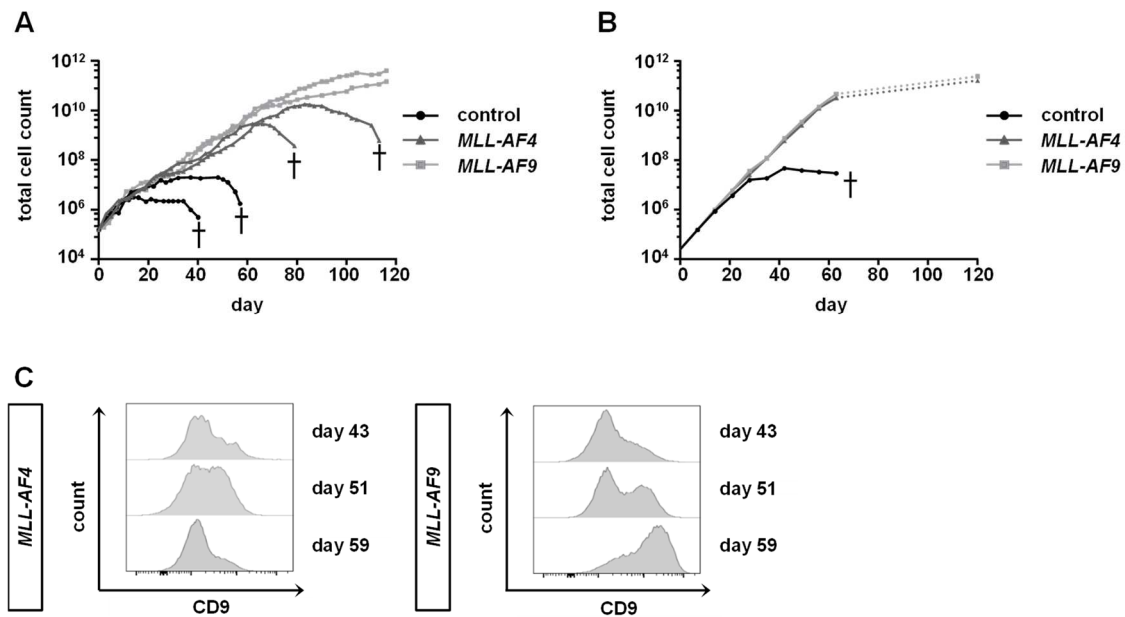 A
total cell count
10¹²
10¹⁰
10⁸
10⁶
10⁴
0 20 40 60 80 100 120
day
control
MLL-AF4
MLL-AF9
†
†
†
†
B
total cell count
10¹²
10¹⁰
10⁸
10⁶
10⁴
0 20 40 60 80 100 120
day
control
MLL-AF4
MLL-AF9
†
C
MLL-AF4
count
day 43
day 51
day 59
CD9
MLL-AF9
count
day 43
day 51
day 59
CD9